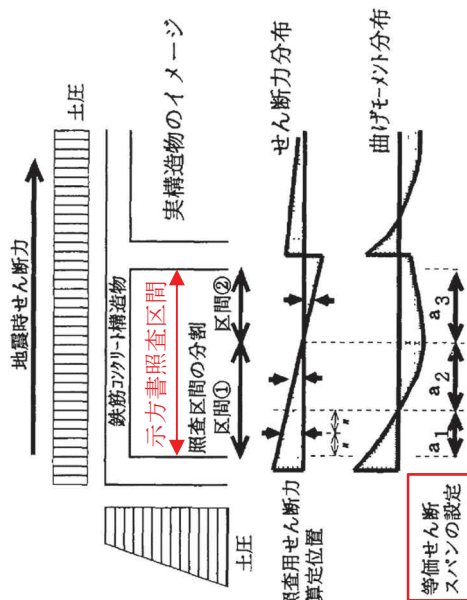 地震時せん断力
土圧
鉄筋コンクリート構造物
実構造物のイメージ
示方書照査区間
照査区間の分割
区間①
区間②
土圧
せん断力分布
照査用せん断力
算定位置
〃
〃
曲げモーメント分布
a1
a2
a3
等価せん断
スパンの設定